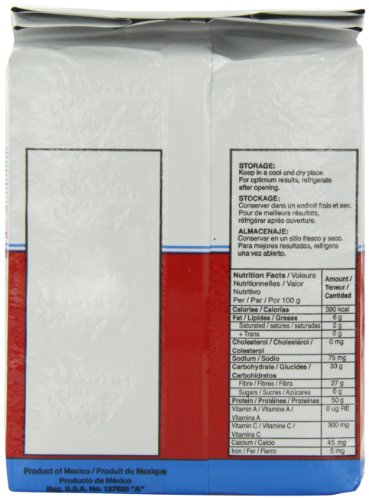 STORAGE:
Keep in a cool and dry place.
For optimum results, refrigerate
after opening.
STOCKAGE:
Conserver dans un endroit frais et sec.
Pour de meilleurs résultats,
réfrigérer après ouverture.
ALMACENAJE:
Conservar en un sitio fresco y seco.
Para mejores resultados, refrigere
una vez abierto.
Nutrition Facts / Valeurs
Nutritionnelles / Valor
Nutritivo
Per / Par / Por 100 g
Amount /
Teneur /
Cantidad
Calories / Calories 390 kcal
Fat / Lipides / Grasas 6 g
Saturated / satures / saturadas 2 g
+ Trans 0 g
Cholesterol / Cholestérol /
Colesterol 0 mg
Sodium / Sodio 75 mg
Carbohydrate / Glucides /
Carbohidratos 33 g
Fibre / Fibres / Fibra 27 g
Sugars / Sucres / Azúcares 0 g
Protein / Protéines / Proteínas 50 g
Vitamin A / Vitamine A /
Vitamina A 0 ug RE
Vitamin C / Vitamine C /
Vitamina C 300 mg
Calcium / Calcio 45 mg
Iron / Fer / Fierro 5 mg
Product of Mexico / Produit du Mexique
Producto de México
Reg. S.S.A. No. 127826 "A"